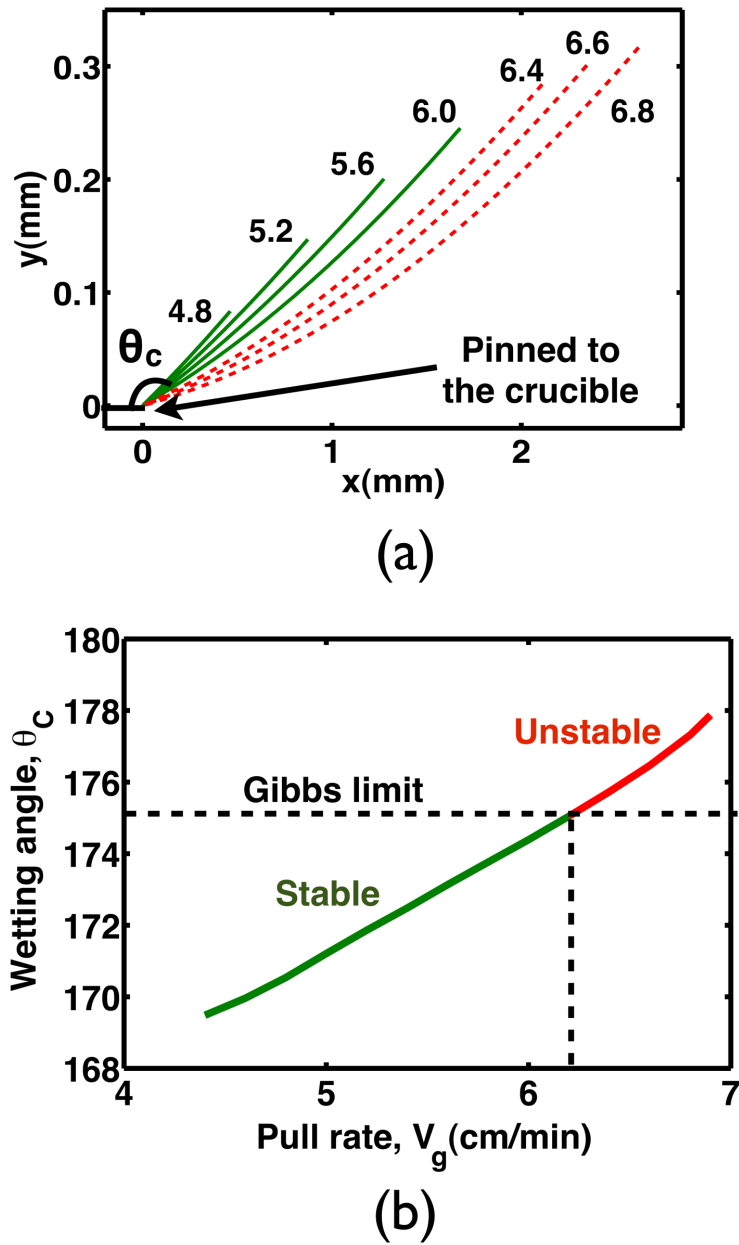 0.3
0.2
0.1
0
y(mm)
4.8
5.2
5.6
6.0
6.4
6.6
6.8
θc
Pinned to
the crucible
0
1
2
x(mm)
(a)
180
178
176
174
172
170
168
Wetting angle, θC
Unstable
Gibbs limit
Stable
4
5
6
7
Pull rate, Vg(cm/min)
(b)